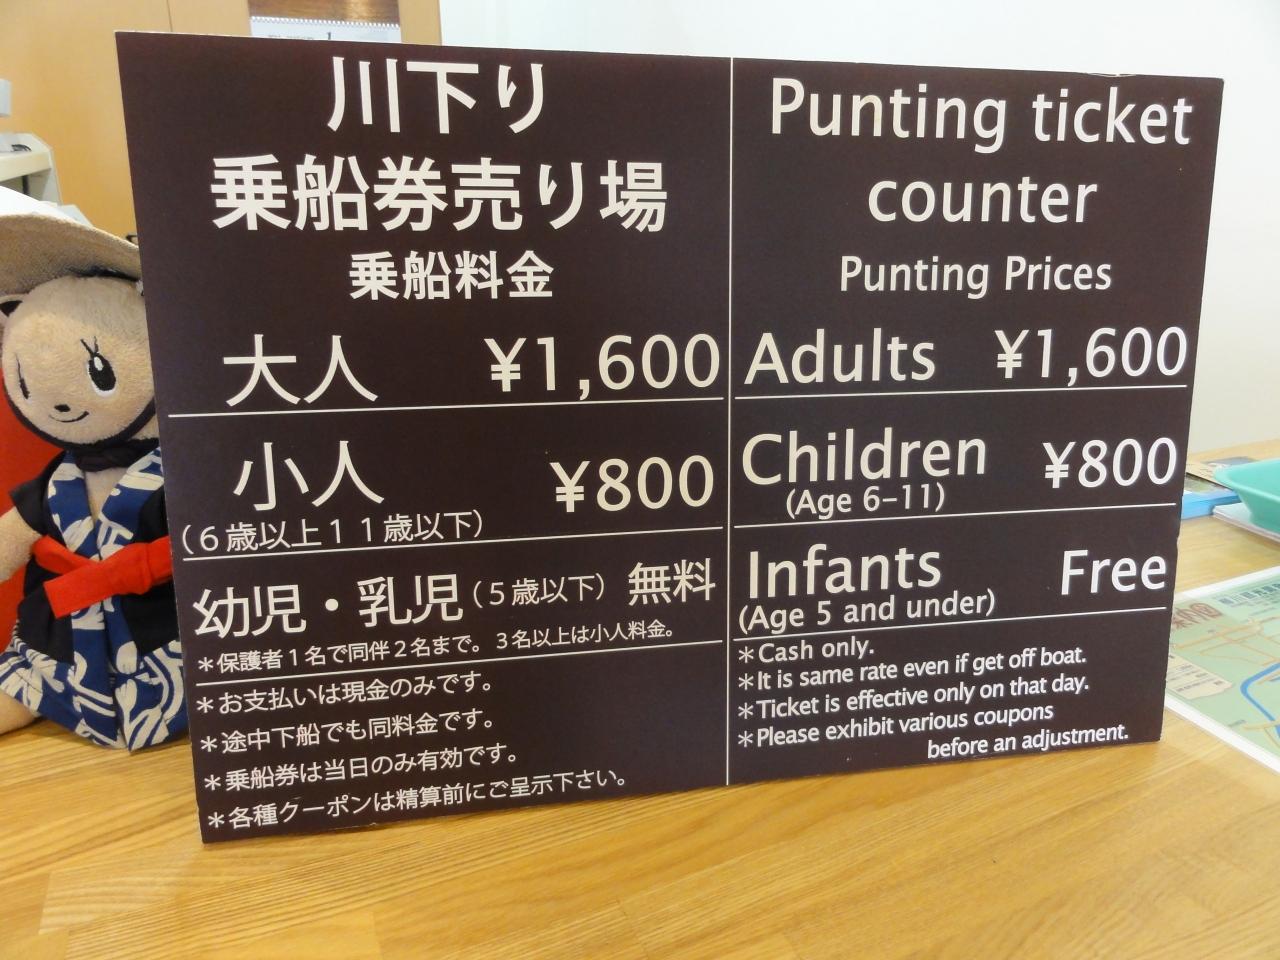 川下り
乗船券売り場
乗船料金
大人 ¥1,600
小人 ¥800
(６歳以上１１歳以下)
幼児・乳児(５歳以下) 無料
＊保護者１名で同伴２名まで。３名以上は小人料金。
＊お支払いは現金のみです。
＊途中下船でも同料金です。
＊乗船券は当日のみ有効です。
＊各種クーポンは精算前にご呈示下さい。
Punting ticket
counter
Punting Prices
Adults ¥1,600
Children ¥800
(Age 6-11)
Infants Free
(Age 5 and under)
＊Cash only.
＊It is same rate even if get off boat.
＊Ticket is effective only on that day.
＊Please exhibit various coupons
before an adjustment.